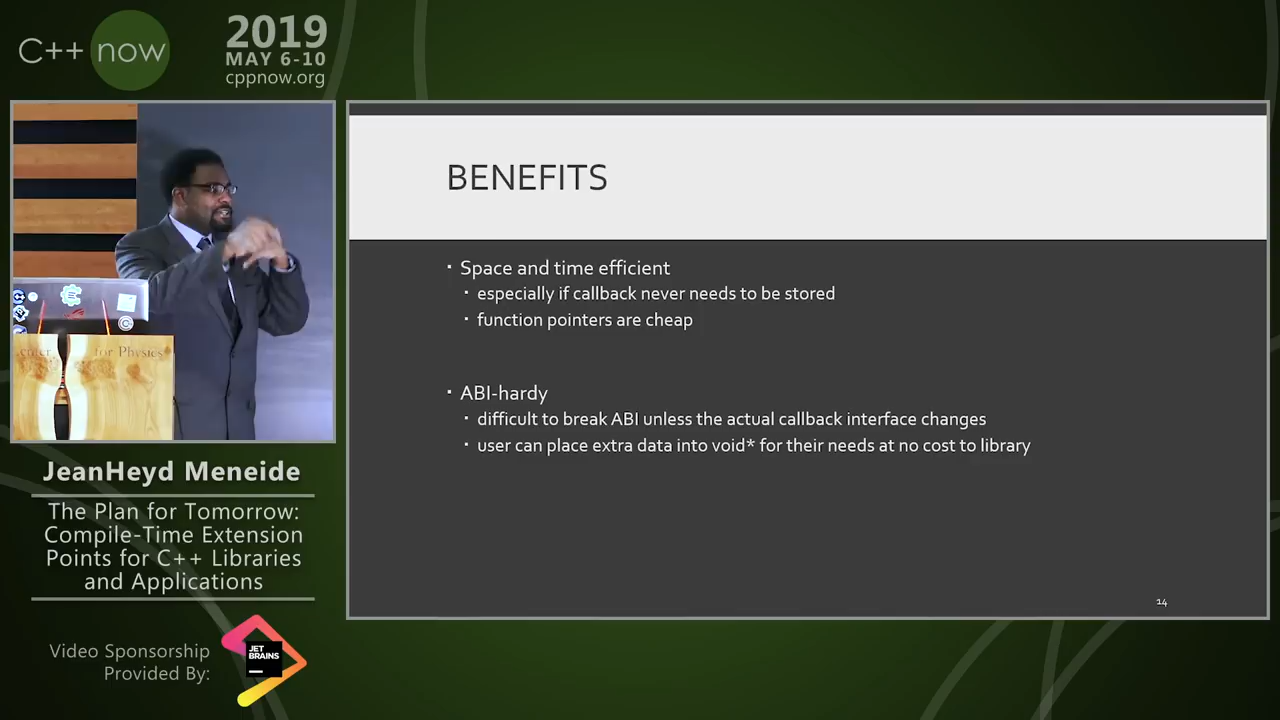 C++ now
2019
MAY 6-10
cppnow.org
BENEFITS
▪ Space and time efficient
▪ especially if callback never needs to be stored
▪ function pointers are cheap
▪ ABI-hardy
▪ difficult to break ABI unless the actual callback interface changes
▪ user can place extra data into void* for their needs at no cost to library
14
for Physics
JeanHeyd Meneide
The Plan for Tomorrow:
Compile-Time Extension
Points for C++ Libraries
and Applications
Video Sponsorship
Provided By:
JET
BRAINS